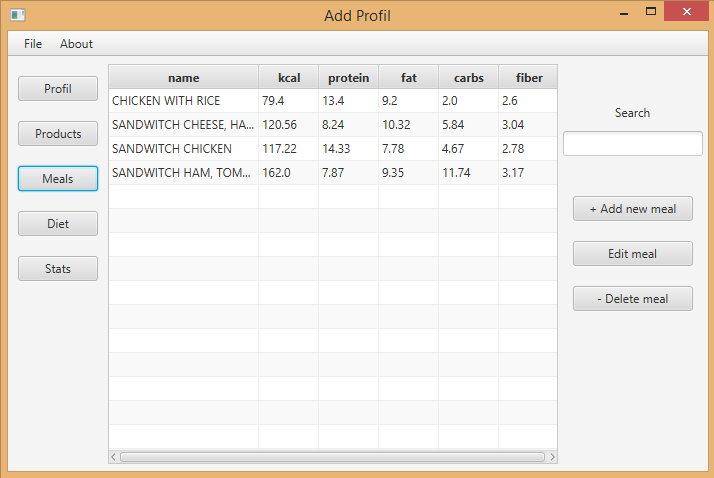 Add Profil
File About
Profil
Products
Meals
Diet
Stats
name kcal protein fat carbs fiber
CHICKEN WITH RICE 79.4 13.4 9.2 2.0 2.6
SANDWITCH CHEESE, HA... 120.56 8.24 10.32 5.84 3.04
SANDWITCH CHICKEN 117.22 14.33 7.78 4.67 2.78
SANDWITCH HAM, TOM... 162.0 7.87 9.35 11.74 3.17
Search
+ Add new meal
Edit meal
- Delete meal